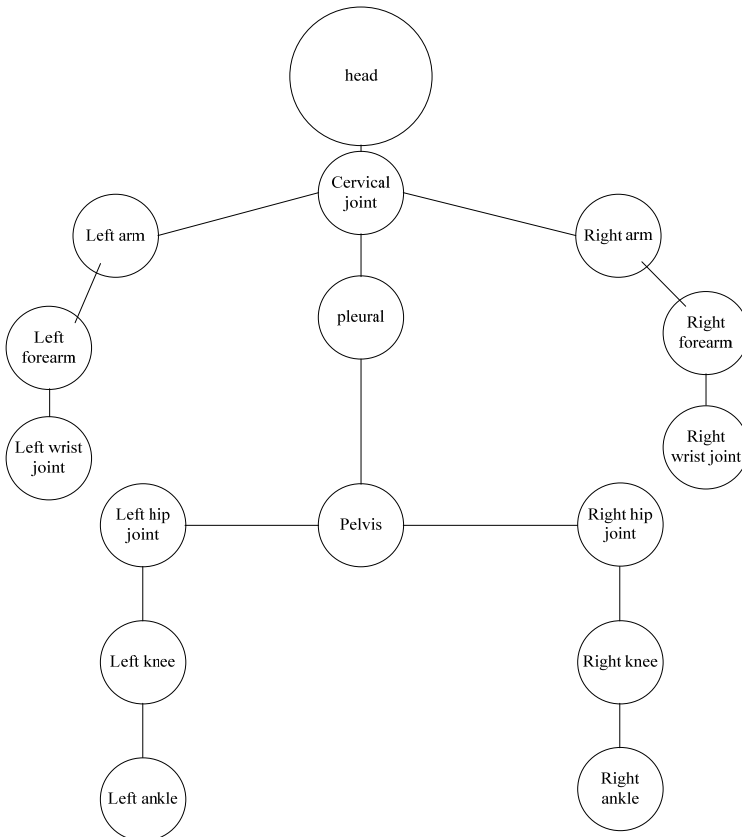 head
Cervical
joint
Left arm
Right arm
pleural
Left
forearm
Right
forearm
Left wrist
joint
Right
wrist joint
Left hip
joint
Pelvis
Right hip
joint
Left knee
Right knee
Left ankle
Right
ankle